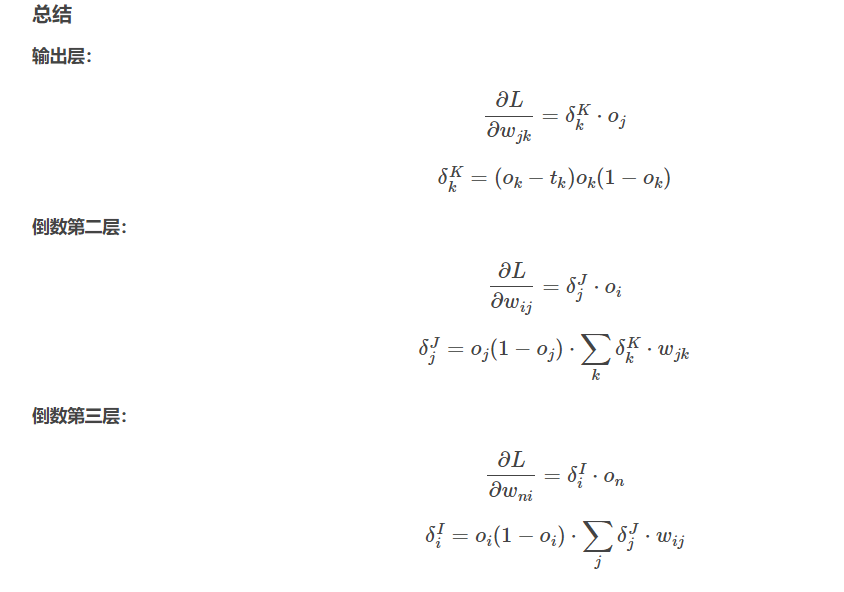 总结
输出层：
∂L/∂w_{jk} = δ_k^K · o_j
δ_k^K = (o_k − t_k)o_k(1 − o_k)
倒数第二层：
∂L/∂w_{ij} = δ_j^J · o_i
δ_j^J = o_j(1 − o_j) · ∑_k δ_k^K · w_{jk}
倒数第三层：
∂L/∂w_{ni} = δ_i^I · o_n
δ_i^I = o_i(1 − o_i) · ∑_j δ_j^J · w_{ij}